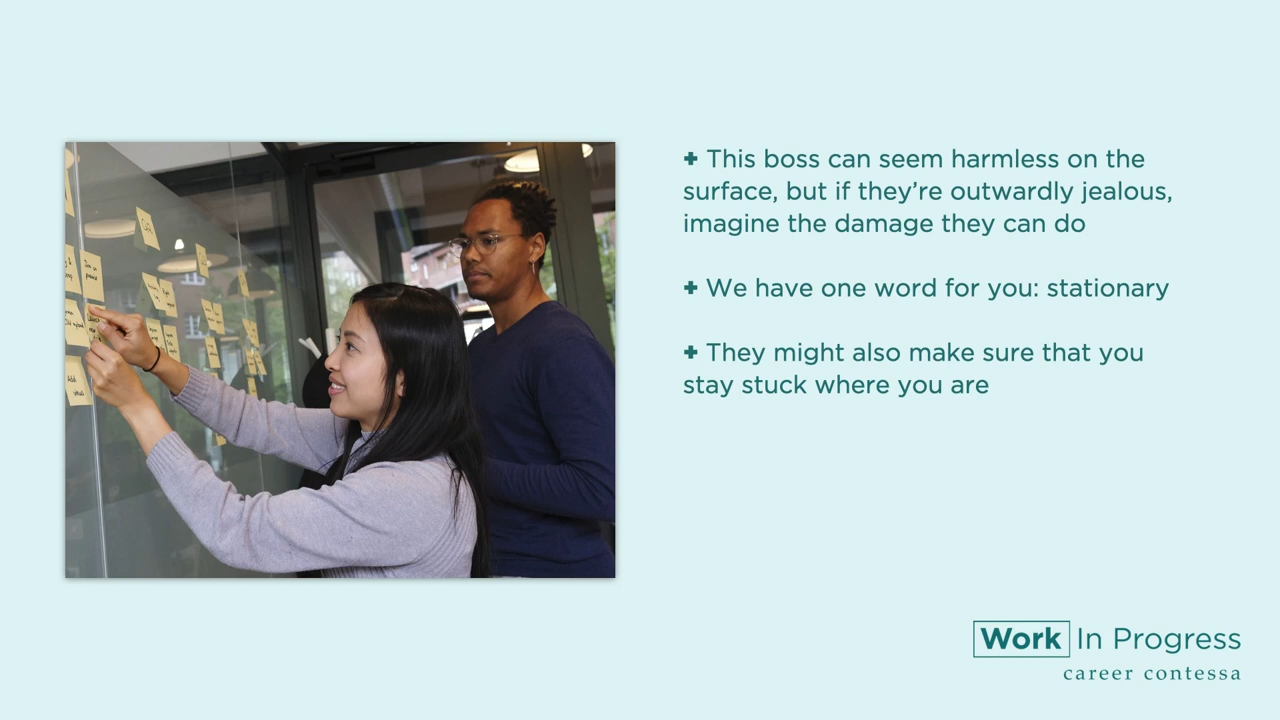 + This boss can seem harmless on the
surface, but if they’re outwardly jealous,
imagine the damage they can do
+ We have one word for you: stationary
+ They might also make sure that you
stay stuck where you are
Work In Progress
career contessa